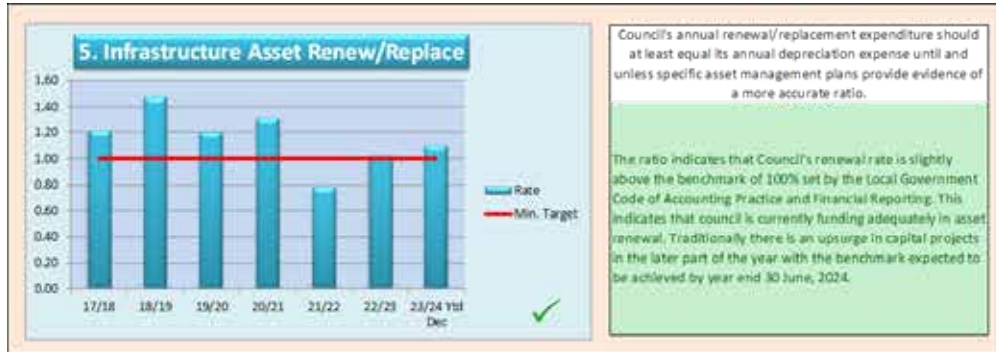 5. Infrastructure Asset Renew/Replace
1.60
1.40
1.20
1.00
0.80
0.60
0.40
0.20
0.00
17/18 18/19 19/20 20/21 21/22 22/23 23/24 Ytd
Dec
Rate
Min. Target
Council's annual renewal/replacement expenditure should
at least equal its annual depreciation expense until and
unless specific asset management plans provide evidence of
a more accurate ratio.
The ratio indicates that Council's renewal rate is slightly
above the benchmark of 100% set by the Local Government
Code of Accounting Practice and Financial Reporting. This
indicates that council is currently funding adequately in asset
renewal. Traditionally there is an upsurge in capital projects
in the later part of the year with the benchmark expected to
be achieved by year end 30 June, 2024.